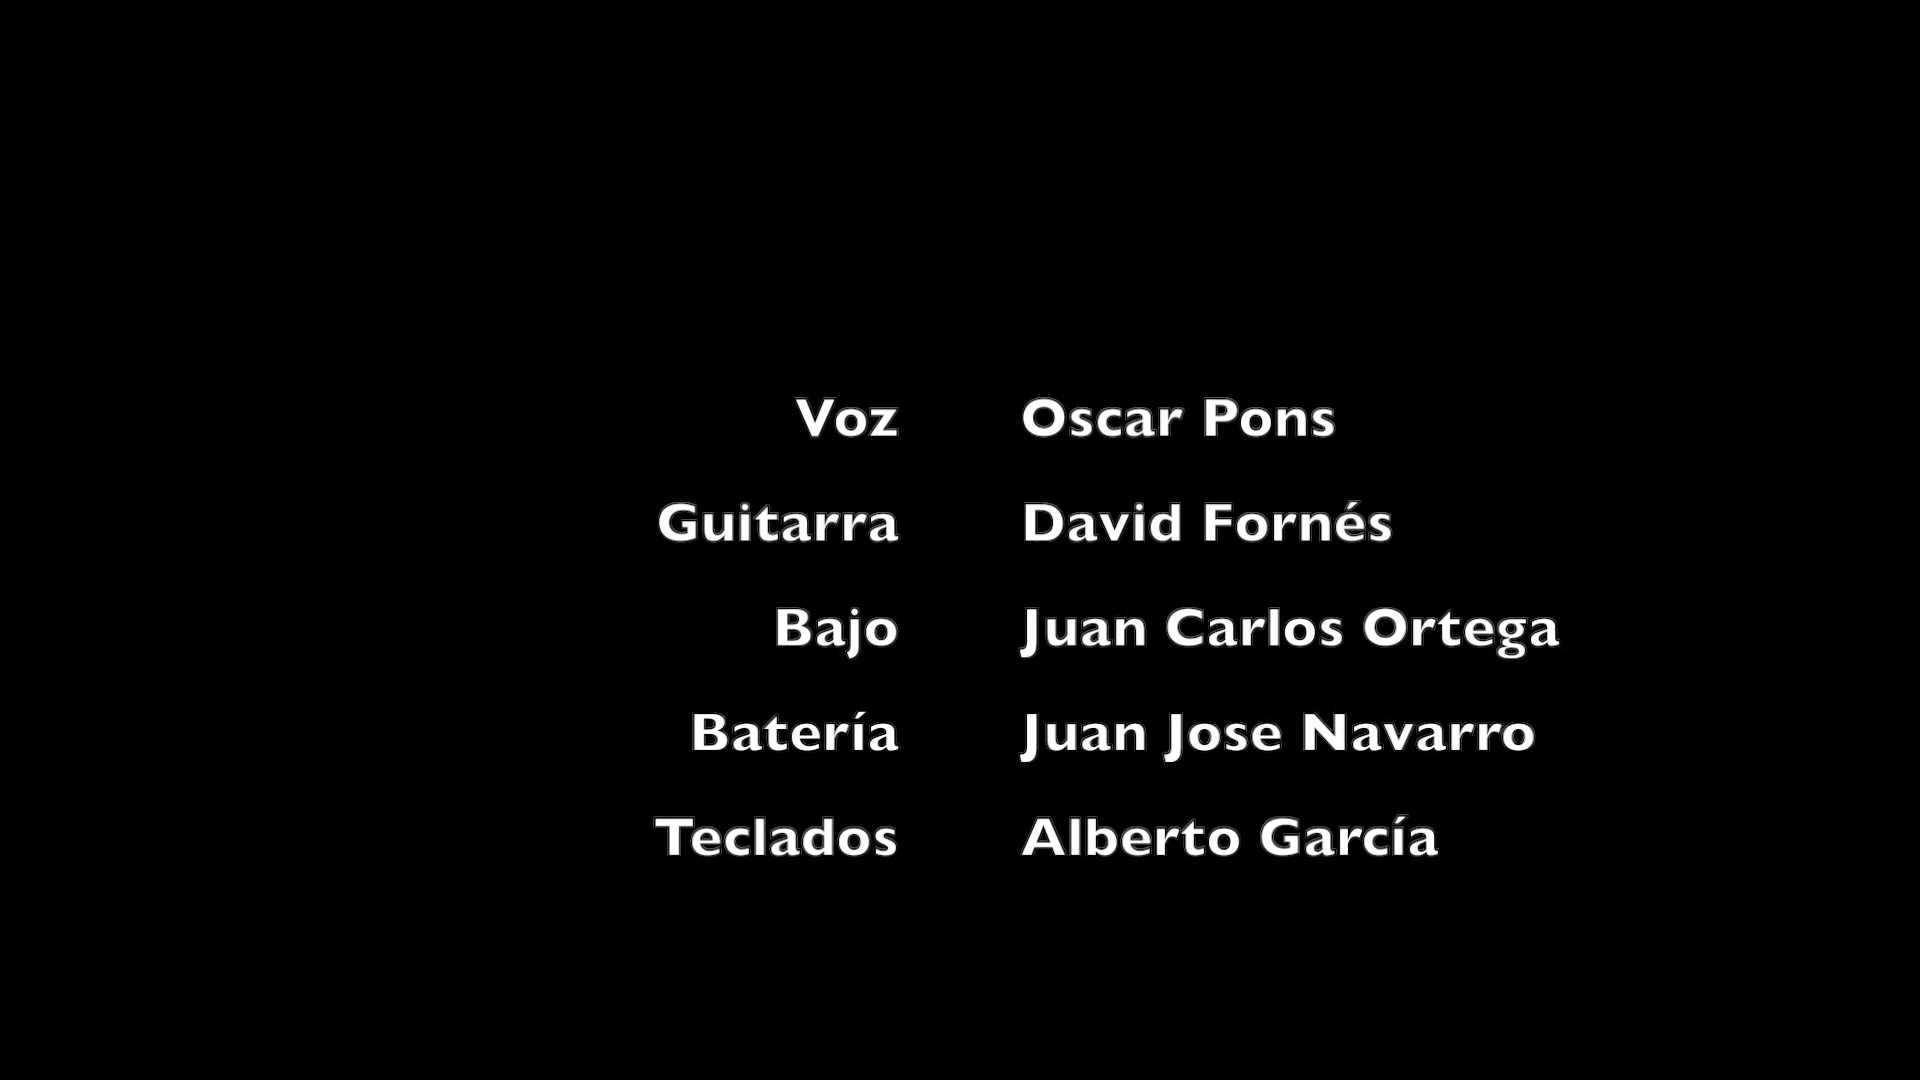 Voz Oscar Pons
Guitarra David Fornés
Bajo Juan Carlos Ortega
Batería Juan Jose Navarro
Teclados Alberto García